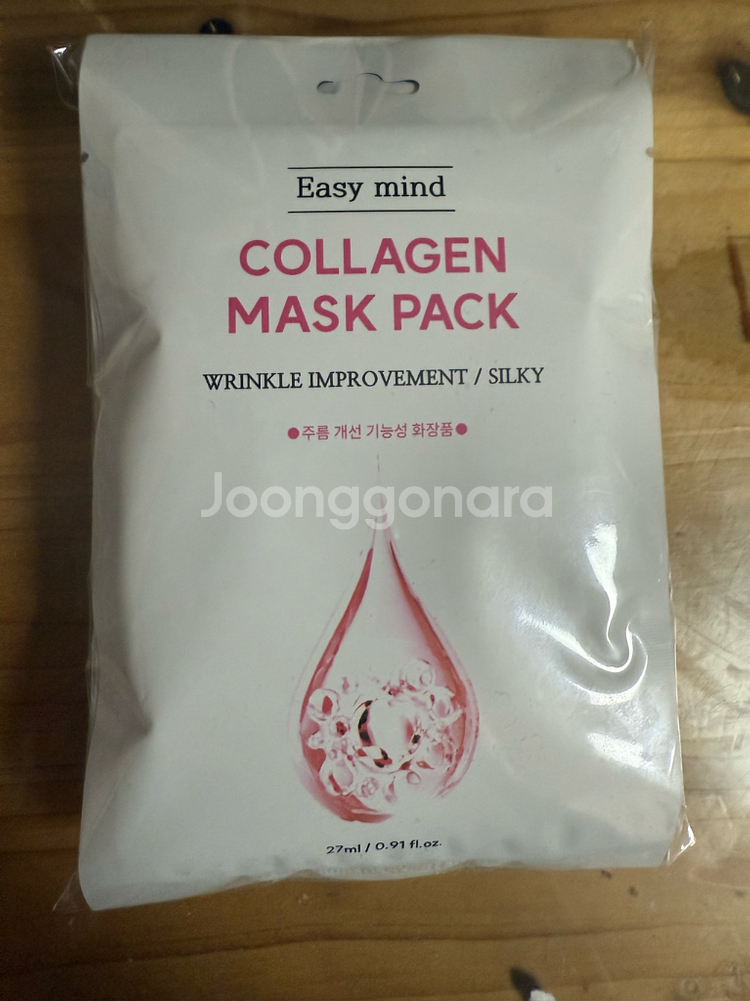 Easy mind
COLLAGEN
MASK PACK
WRINKLE IMPROVEMENT / SILKY
●주름 개선 기능성 화장품●
Joonggonara
27ml / 0.91 fl.oz.